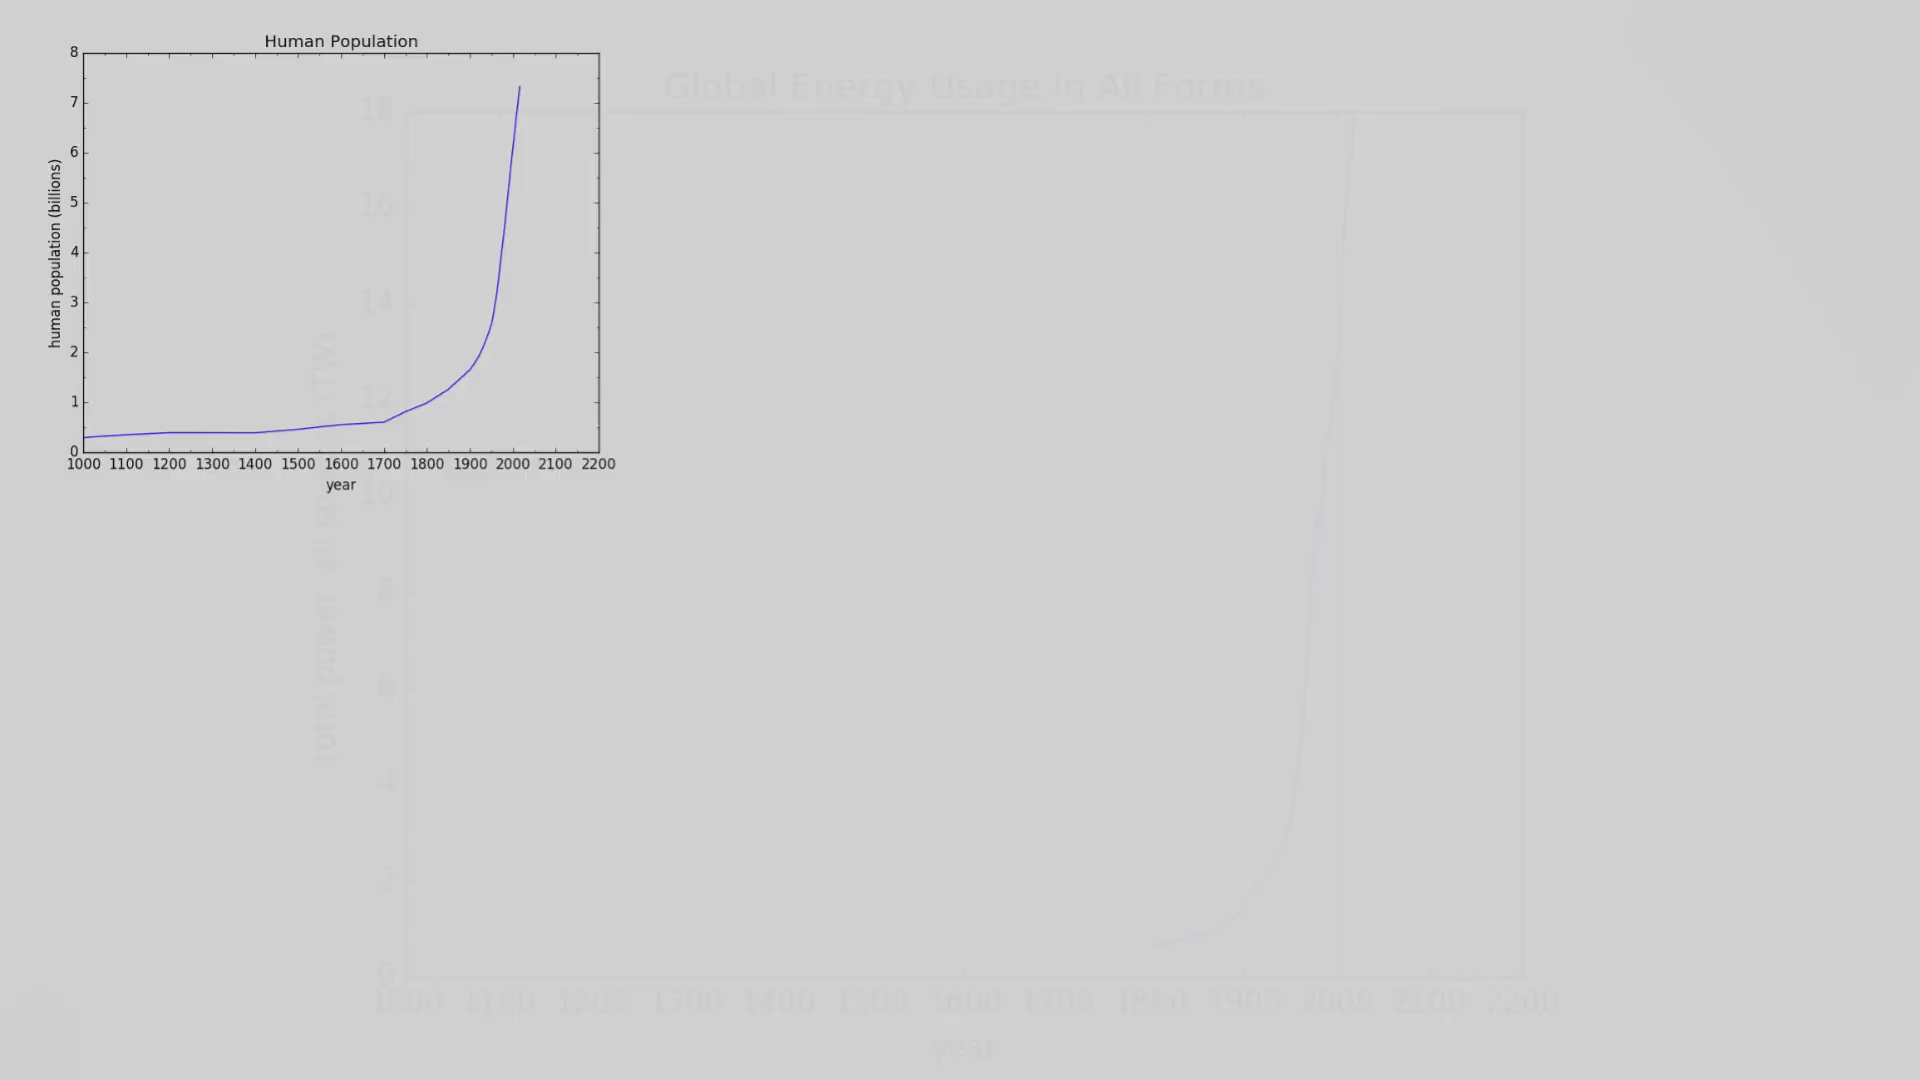 Human Population
8
7
6
5
4
3
2
1
0
human population (billions)
1000 1100 1200 1300 1400 1500 1600 1700 1800 1900 2000 2100 2200
year
Global Energy Usage in All Forms
18
16
14
12
10
8
6
4
2
0
total power all
1000 1100 1200 1300 1400 1500 1600 1700 1800 1900 2000 2100 2200
year